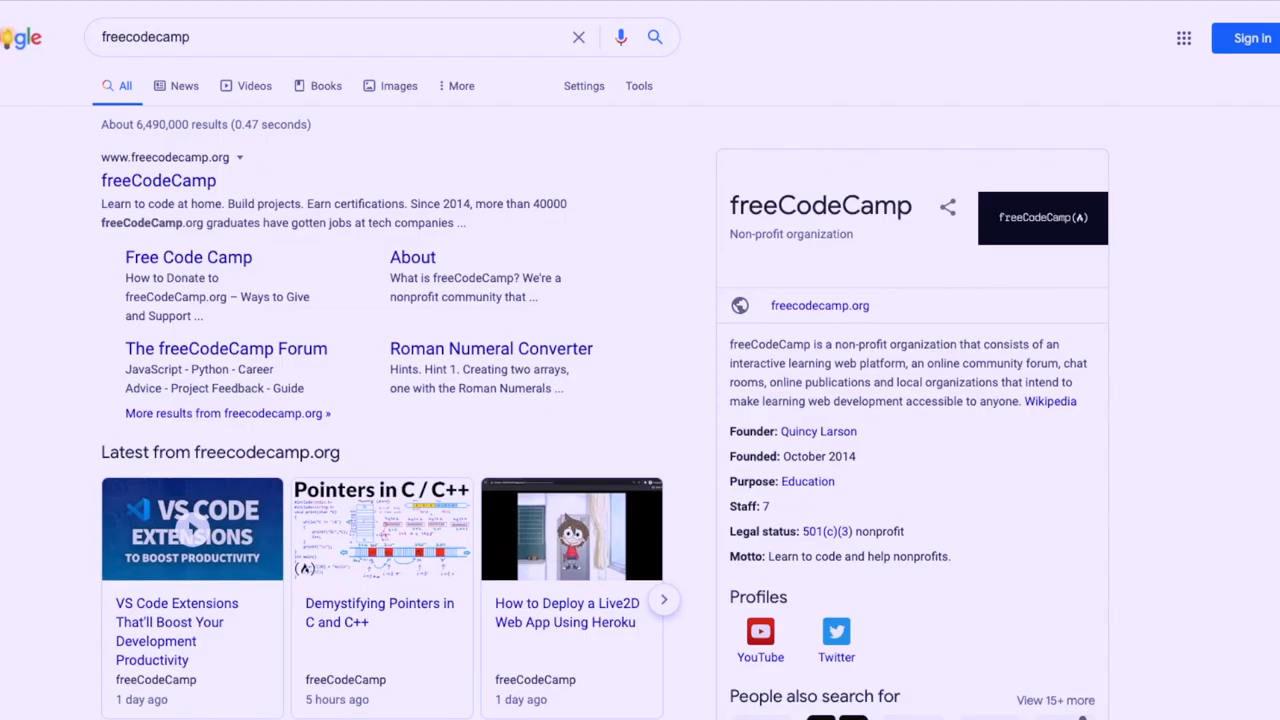 gle
freecodecamp
Sign in
All
News
Videos
Books
Images
More
Settings
Tools
About 6,490,000 results (0.47 seconds)
www.freecodecamp.org
freeCodeCamp
Learn to code at home. Build projects. Earn certifications. Since 2014, more than 40000
freeCodeCamp.org graduates have gotten jobs at tech companies ...
Free Code Camp
How to Donate to
freeCodeCamp.org – Ways to Give
and Support ...
About
What is freeCodeCamp? We're a
nonprofit community that ...
The freeCodeCamp Forum
JavaScript - Python - Career
Advice - Project Feedback - Guide
Roman Numeral Converter
Hints. Hint 1. Creating two arrays,
one with the Roman Numerals ...
More results from freecodecamp.org »
Latest from freecodecamp.org
VS CODE
EXTENSIONS
TO BOOST PRODUCTIVITY
VS Code Extensions
That'll Boost Your
Development
Productivity
freeCodeCamp
1 day ago
Pointers in C / C++
Demystifying Pointers in
C and C++
freeCodeCamp
5 hours ago
How to Deploy a Live2D
Web App Using Heroku
freeCodeCamp
1 day ago
freeCodeCamp
Non-profit organization
freeCodeCamp(🔥)
freecodecamp.org
freeCodeCamp is a non-profit organization that consists of an
interactive learning web platform, an online community forum, chat
rooms, online publications and local organizations that intend to
make learning web development accessible to anyone. Wikipedia
Founder: Quincy Larson
Founded: October 2014
Purpose: Education
Staff: 7
Legal status: 501(c)(3) nonprofit
Motto: Learn to code and help nonprofits.
Profiles
YouTube
Twitter
People also search for
View 15+ more